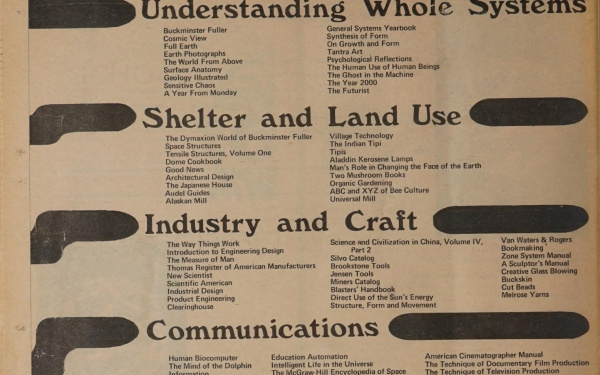 Understanding Whole Systems
Buckminster Fuller
Cosmic View
Full Earth
Earth Photographs
The World From Above
Surface Anatomy
Geology Illustrated
Sensitive Chaos
A Year From Monday
General Systems Yearbook
Synthesis of Form
On Growth and Form
Tantra Art
Psychological Reflections
The Human Use of Human Beings
The Ghost in the Machine
The Year 2000
The Futurist
Shelter and Land Use
The Dymaxion World of Buckminster Fuller
Space Structures
Tensile Structures, Volume One
Dome Cookbook
Good News
Architectural Design
The Japanese House
Audel Guides
Alaskan Mill
Village Technology
The Indian Tipi
Tipis
Aladdin Kerosene Lamps
Man's Role in Changing the Face of the Earth
Two Mushroom Books
Organic Gardening
ABC and XYZ of Bee Culture
Universal Mill
Industry and Craft
The Way Things Work
Introduction to Engineering Design
The Measure of Man
Thomas Register of American Manufacturers
New Scientist
Scientific American
Industrial Design
Product Engineering
Clearinghouse
Science and Civilization in China, Volume IV,
Part 2
Silvo Catalog
Brookstone Tools
Jensen Tools
Miners Catalog
Blasters' Handbook
Direct Use of the Sun's Energy
Structure, Form and Movement
Van Waters & Rogers
Bookmaking
Zone System Manual
A Sculptor's Manual
Creative Glass Blowing
Buckskin
Cut Beads
Melrose Yarns
Communications
Human Biocomputer
The Mind of the Dolphin
Information
Education Automation
Intelligent Life in the Universe
The McGraw-Hill Encyclopedia of Space
American Cinematographer Manual
The Technique of Documentary Film Production
The Technique of Television Production